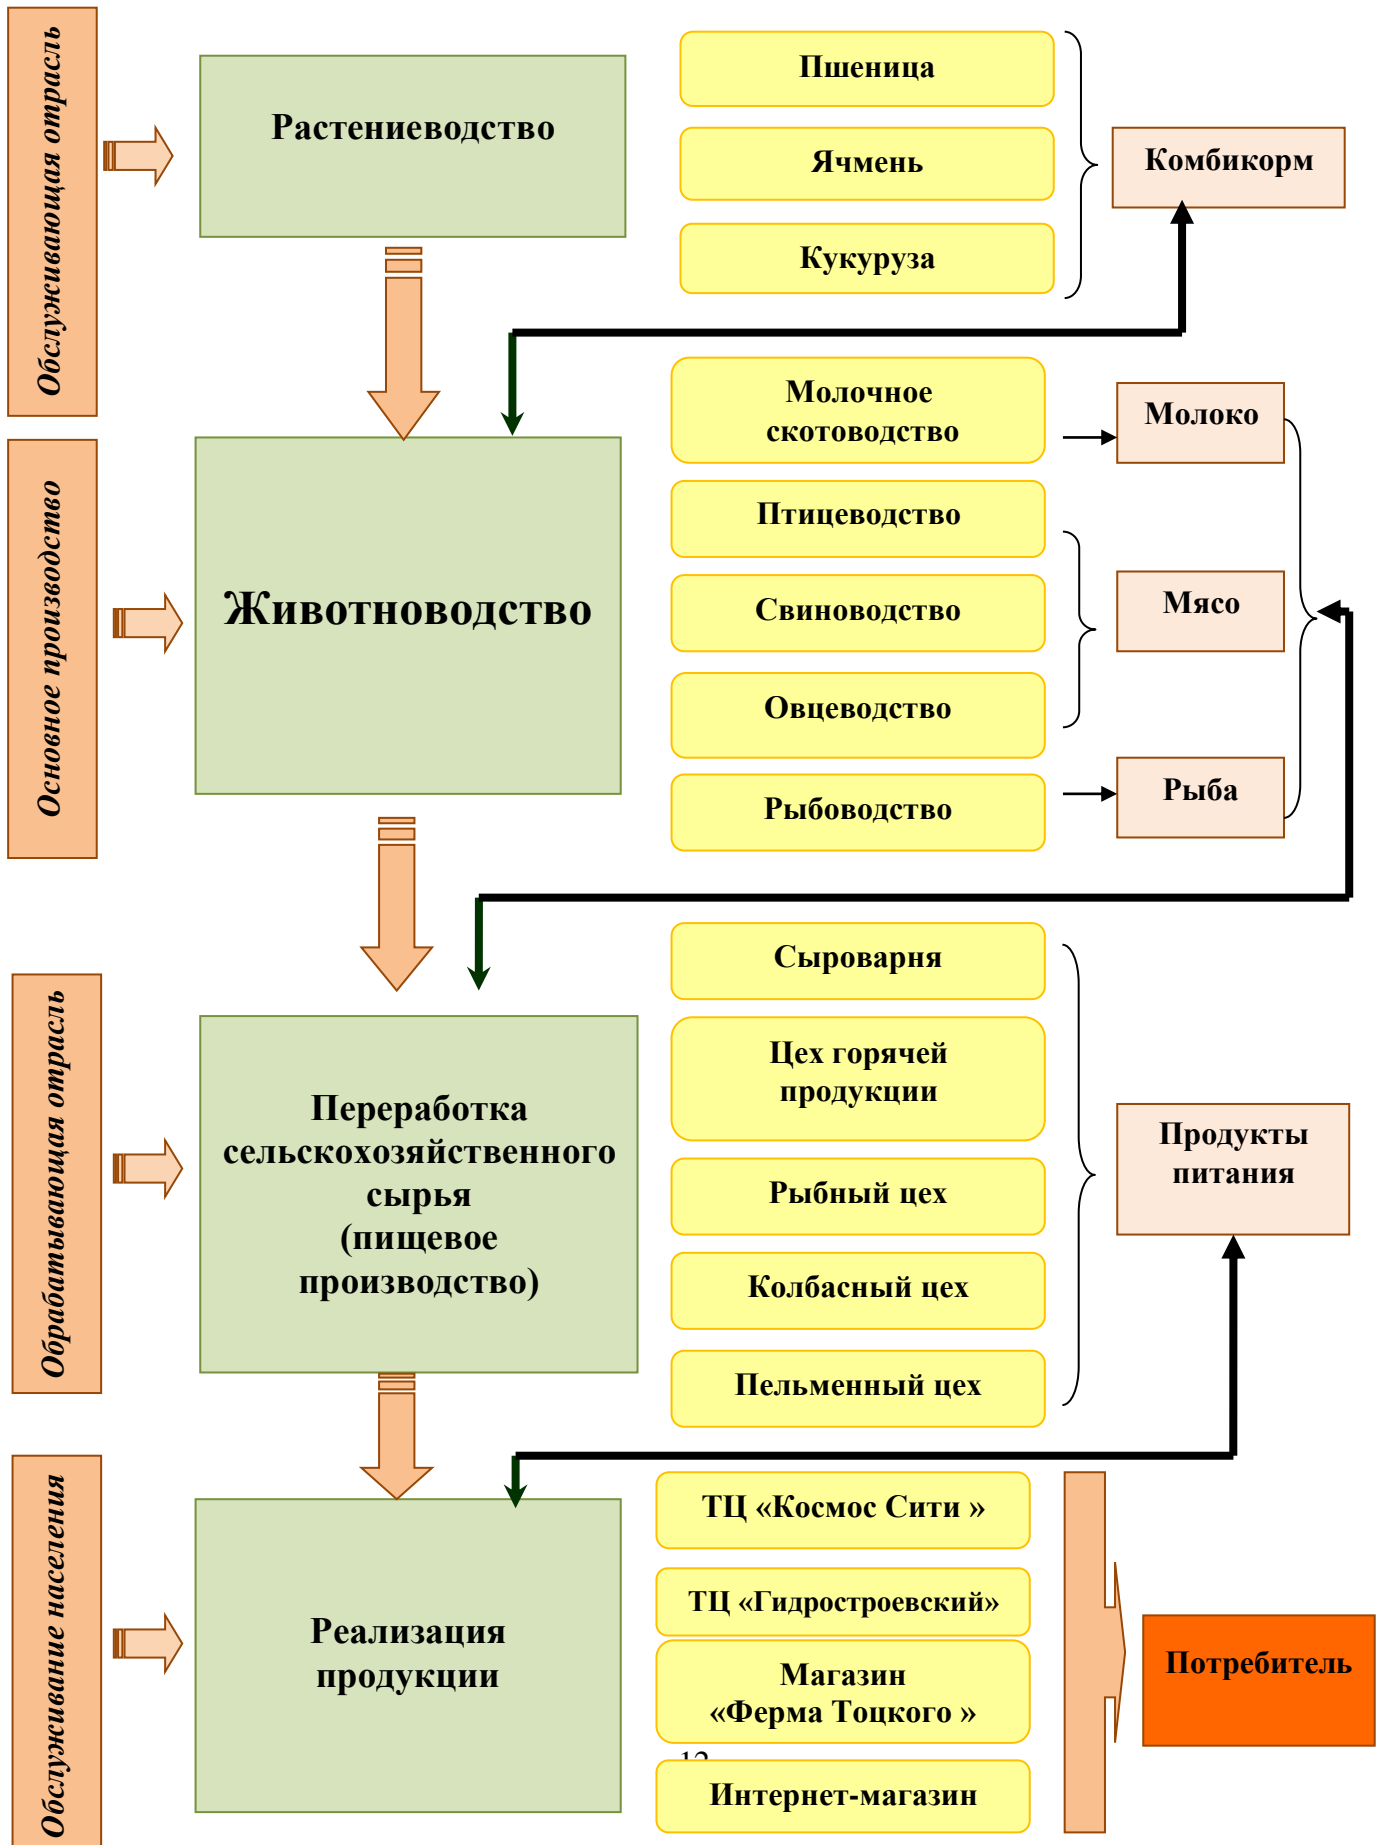 Обслуживающая отрасль
Растениеводство
Пшеница
Ячмень
Кукуруза
Комбикорм
Основное производство
Животноводство
Молочное
скотоводство
Птицеводство
Свиноводство
Овцеводство
Рыбоводство
Молоко
Мясо
Рыба
Обрабатывающая отрасль
Переработка
сельскохозяйственного
сырья
(пищевое
производство)
Сыроварня
Цех горячей
продукции
Рыбный цех
Колбасный цех
Пельменный цех
Продукты
питания
Обслуживание населения
Реализация
продукции
ТЦ «Космос Сити »
ТЦ «Гидростроевский»
Магазин
«Ферма Тоцкого »
Интернет-магазин
Потребитель